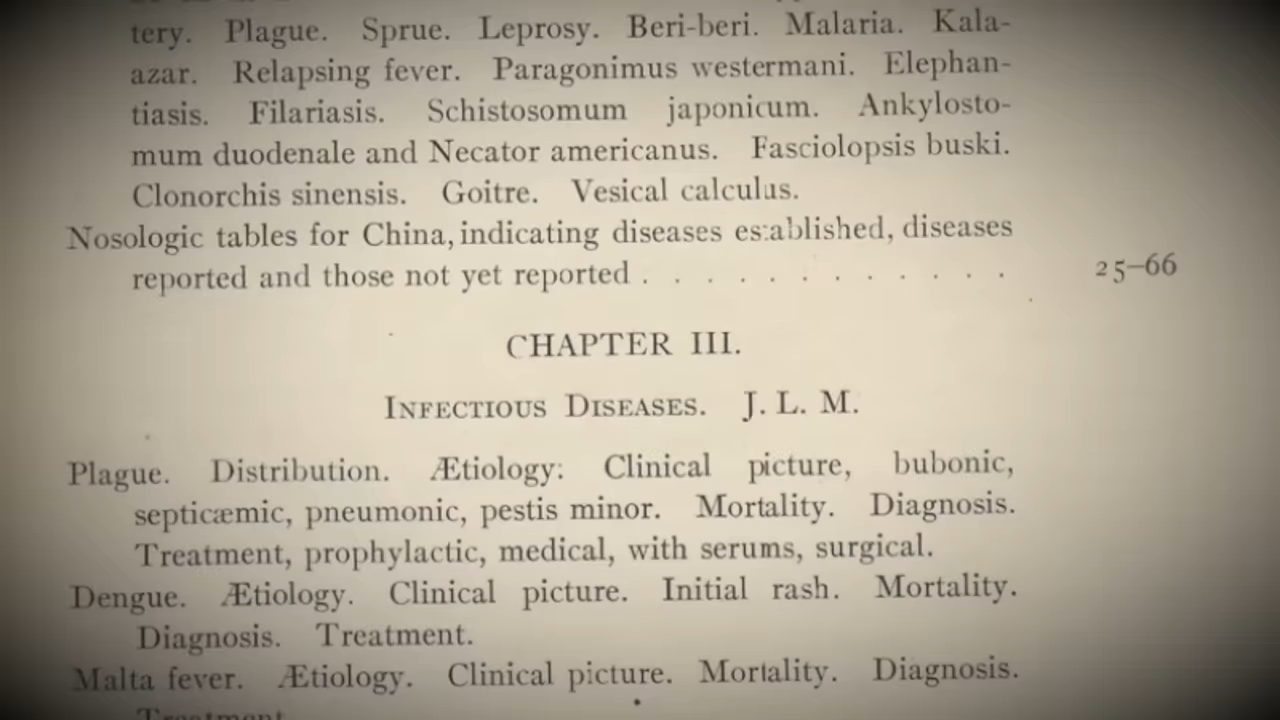 tery. Plague. Sprue. Leprosy. Beri-beri. Malaria. Kala-
azar. Relapsing fever. Paragonimus westermani. Elephan-
tiasis. Filariasis. Schistosomum japonicum. Ankylosto-
mum duodenale and Necator americanus. Fasciolopsis buski.
Clonorchis sinensis. Goitre. Vesical calculus.
Nosologic tables for China, indicating diseases established, diseases
reported and those not yet reported . . . . . . . . . . . . 25–66
CHAPTER III.
INFECTIOUS DISEASES. J. L. M.
Plague. Distribution. Ætiology: Clinical picture, bubonic,
septicæmic, pneumonic, pestis minor. Mortality. Diagnosis.
Treatment, prophylactic, medical, with serums, surgical.
Dengue. Ætiology. Clinical picture. Initial rash. Mortality.
Diagnosis. Treatment.
Malta fever. Ætiology. Clinical picture. Mortality. Diagnosis.
Treatment